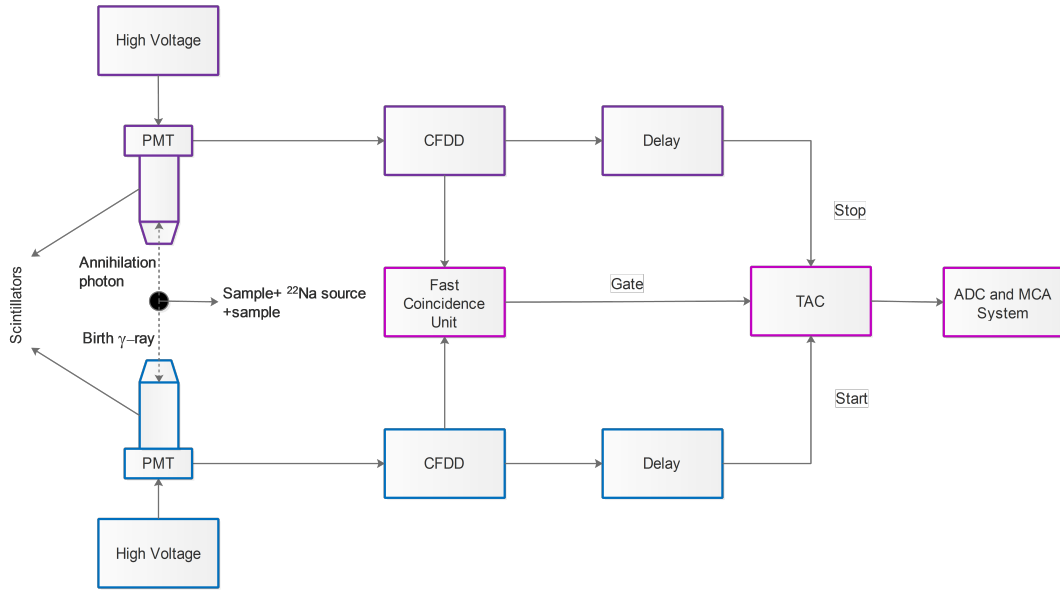 High Voltage
PMT
CFDD
Delay
Stop
Annihilation
photon
Scintillators
Sample+ ²²Na source
+sample
Fast
Coincidence
Unit
Gate
TAC
ADC and MCA
System
Birth γ–ray
Start
PMT
CFDD
Delay
High Voltage